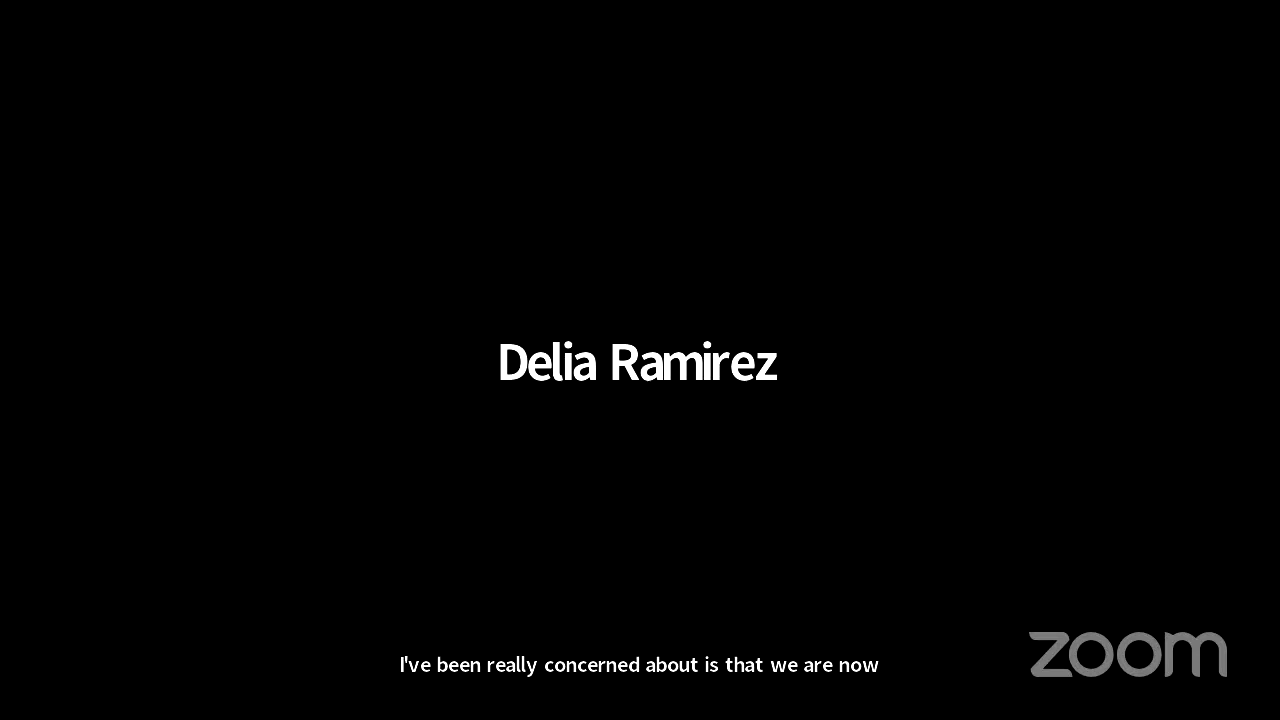 Delia Ramirez
I've been really concerned about is that we are now
zoom